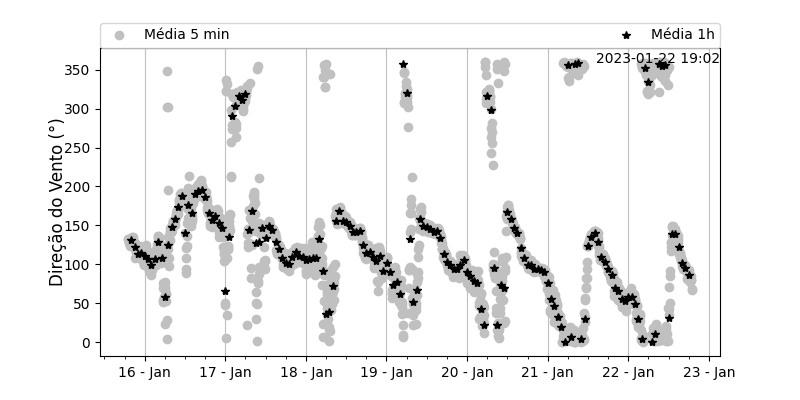 Média 5 min
Média 1h
2023-01-22 19:02
Direção do Vento (°)
350
300
250
200
150
100
50
0
16 - Jan
17 - Jan
18 - Jan
19 - Jan
20 - Jan
21 - Jan
22 - Jan
23 - Jan